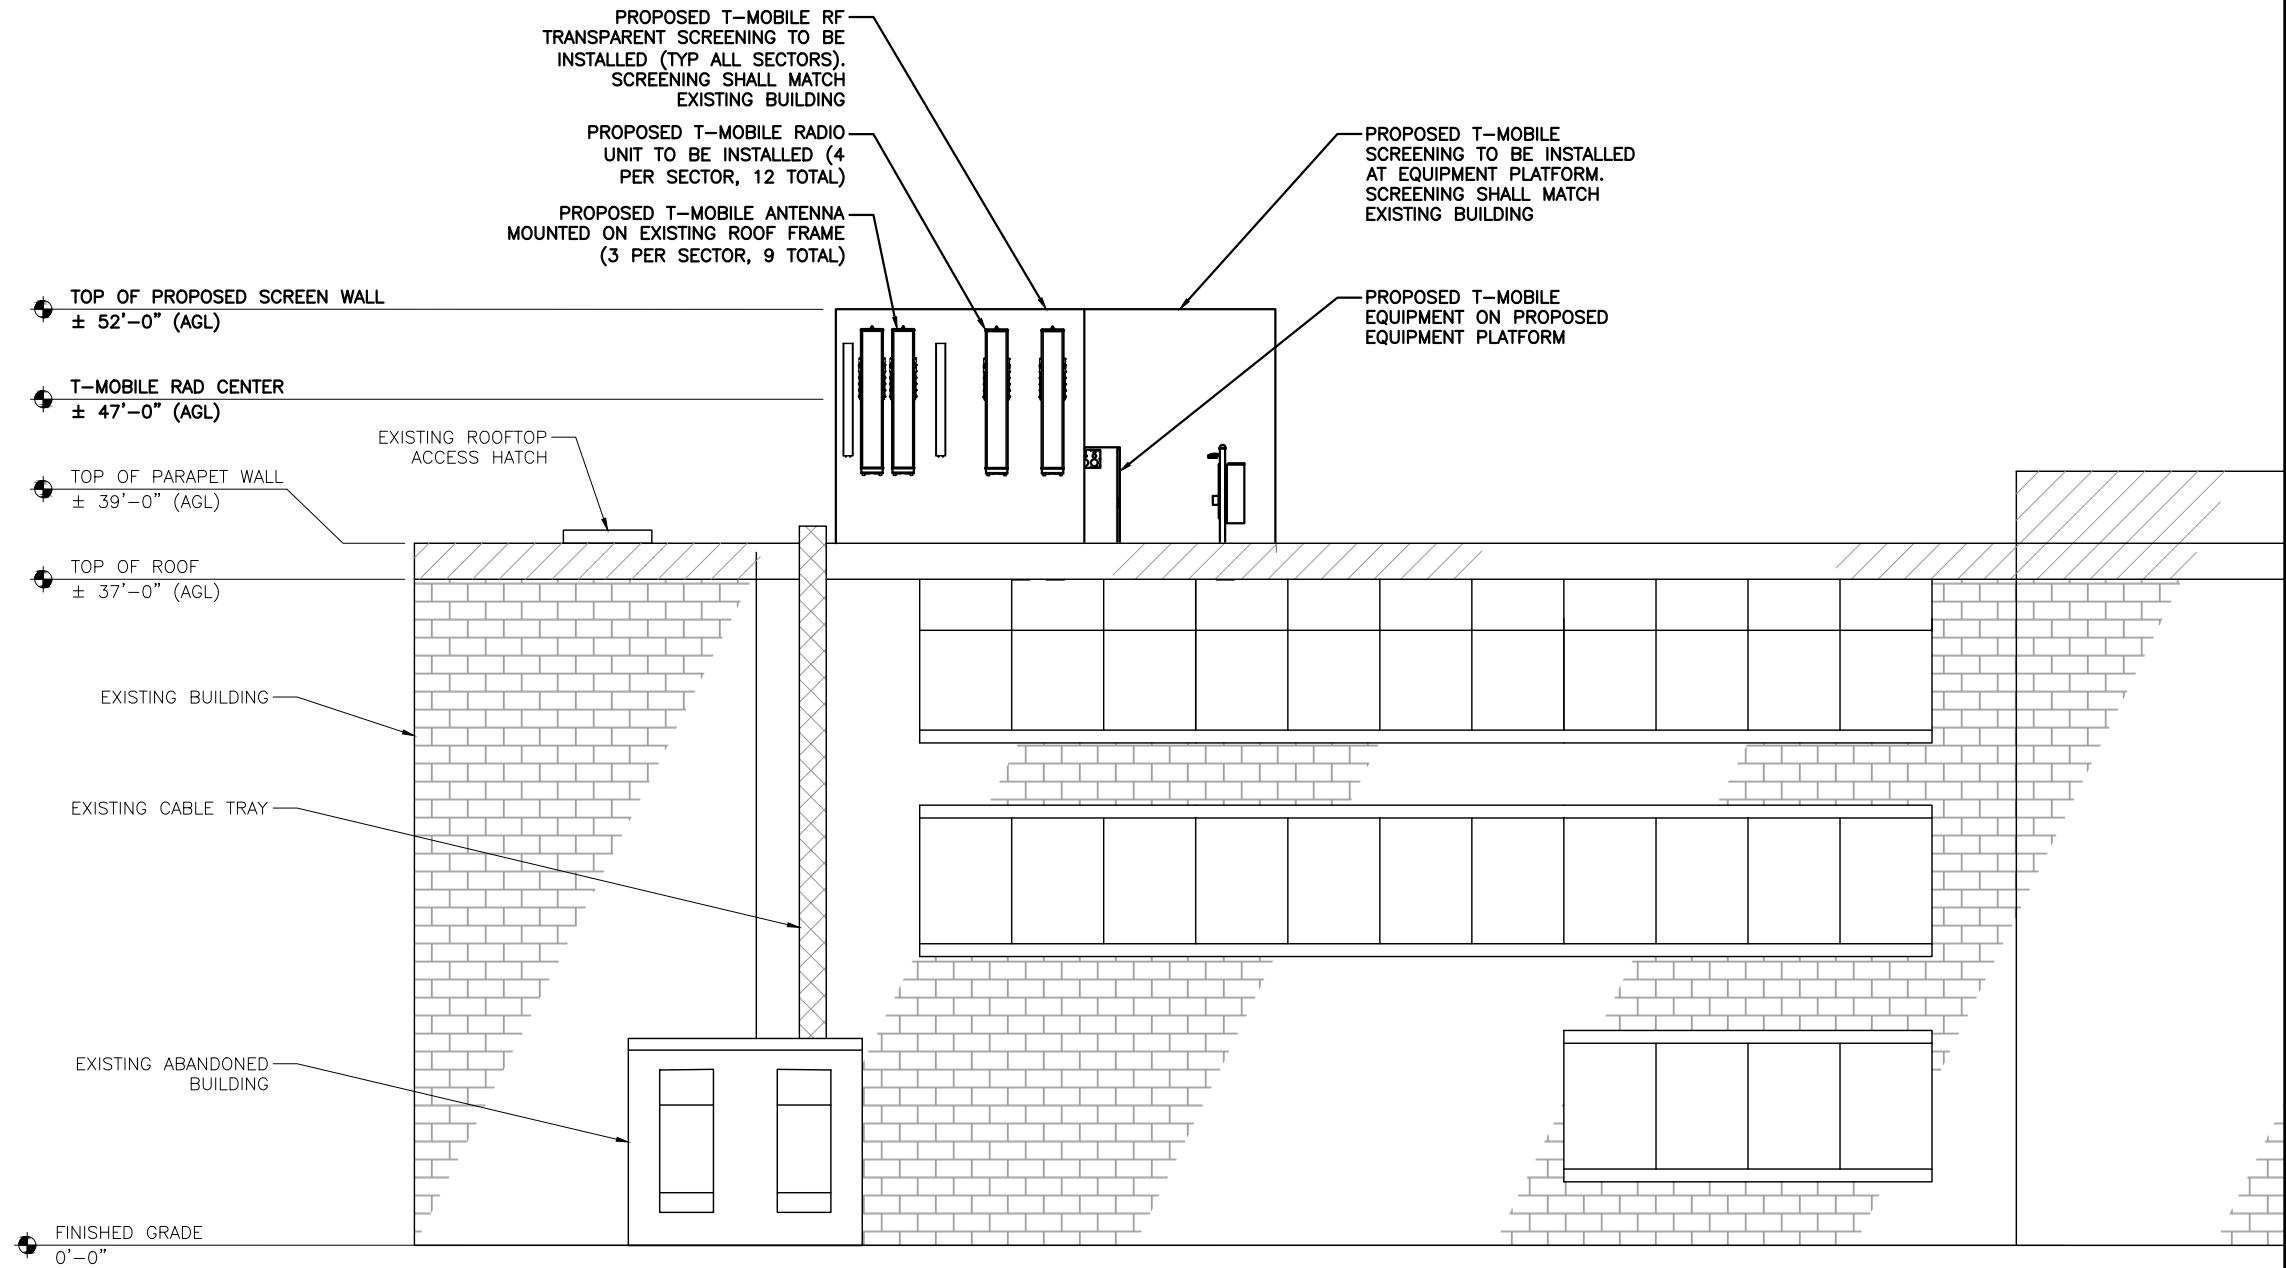 PROPOSED T-MOBILE RF
TRANSPARENT SCREENING TO BE
INSTALLED (TYP ALL SECTORS).
SCREENING SHALL MATCH
EXISTING BUILDING
PROPOSED T-MOBILE RADIO
UNIT TO BE INSTALLED (4
PER SECTOR, 12 TOTAL)
PROPOSED T-MOBILE ANTENNA
MOUNTED ON EXISTING ROOF FRAME
(3 PER SECTOR, 9 TOTAL)
PROPOSED T-MOBILE
SCREENING TO BE INSTALLED
AT EQUIPMENT PLATFORM.
SCREENING SHALL MATCH
EXISTING BUILDING
PROPOSED T-MOBILE
EQUIPMENT ON PROPOSED
EQUIPMENT PLATFORM
TOP OF PROPOSED SCREEN WALL
± 52'-0" (AGL)
T-MOBILE RAD CENTER
± 47'-0" (AGL)
EXISTING ROOFTOP
ACCESS HATCH
TOP OF PARAPET WALL
± 39'-0" (AGL)
TOP OF ROOF
± 37'-0" (AGL)
EXISTING BUILDING
EXISTING CABLE TRAY
EXISTING ABANDONED
BUILDING
FINISHED GRADE
0'-0"